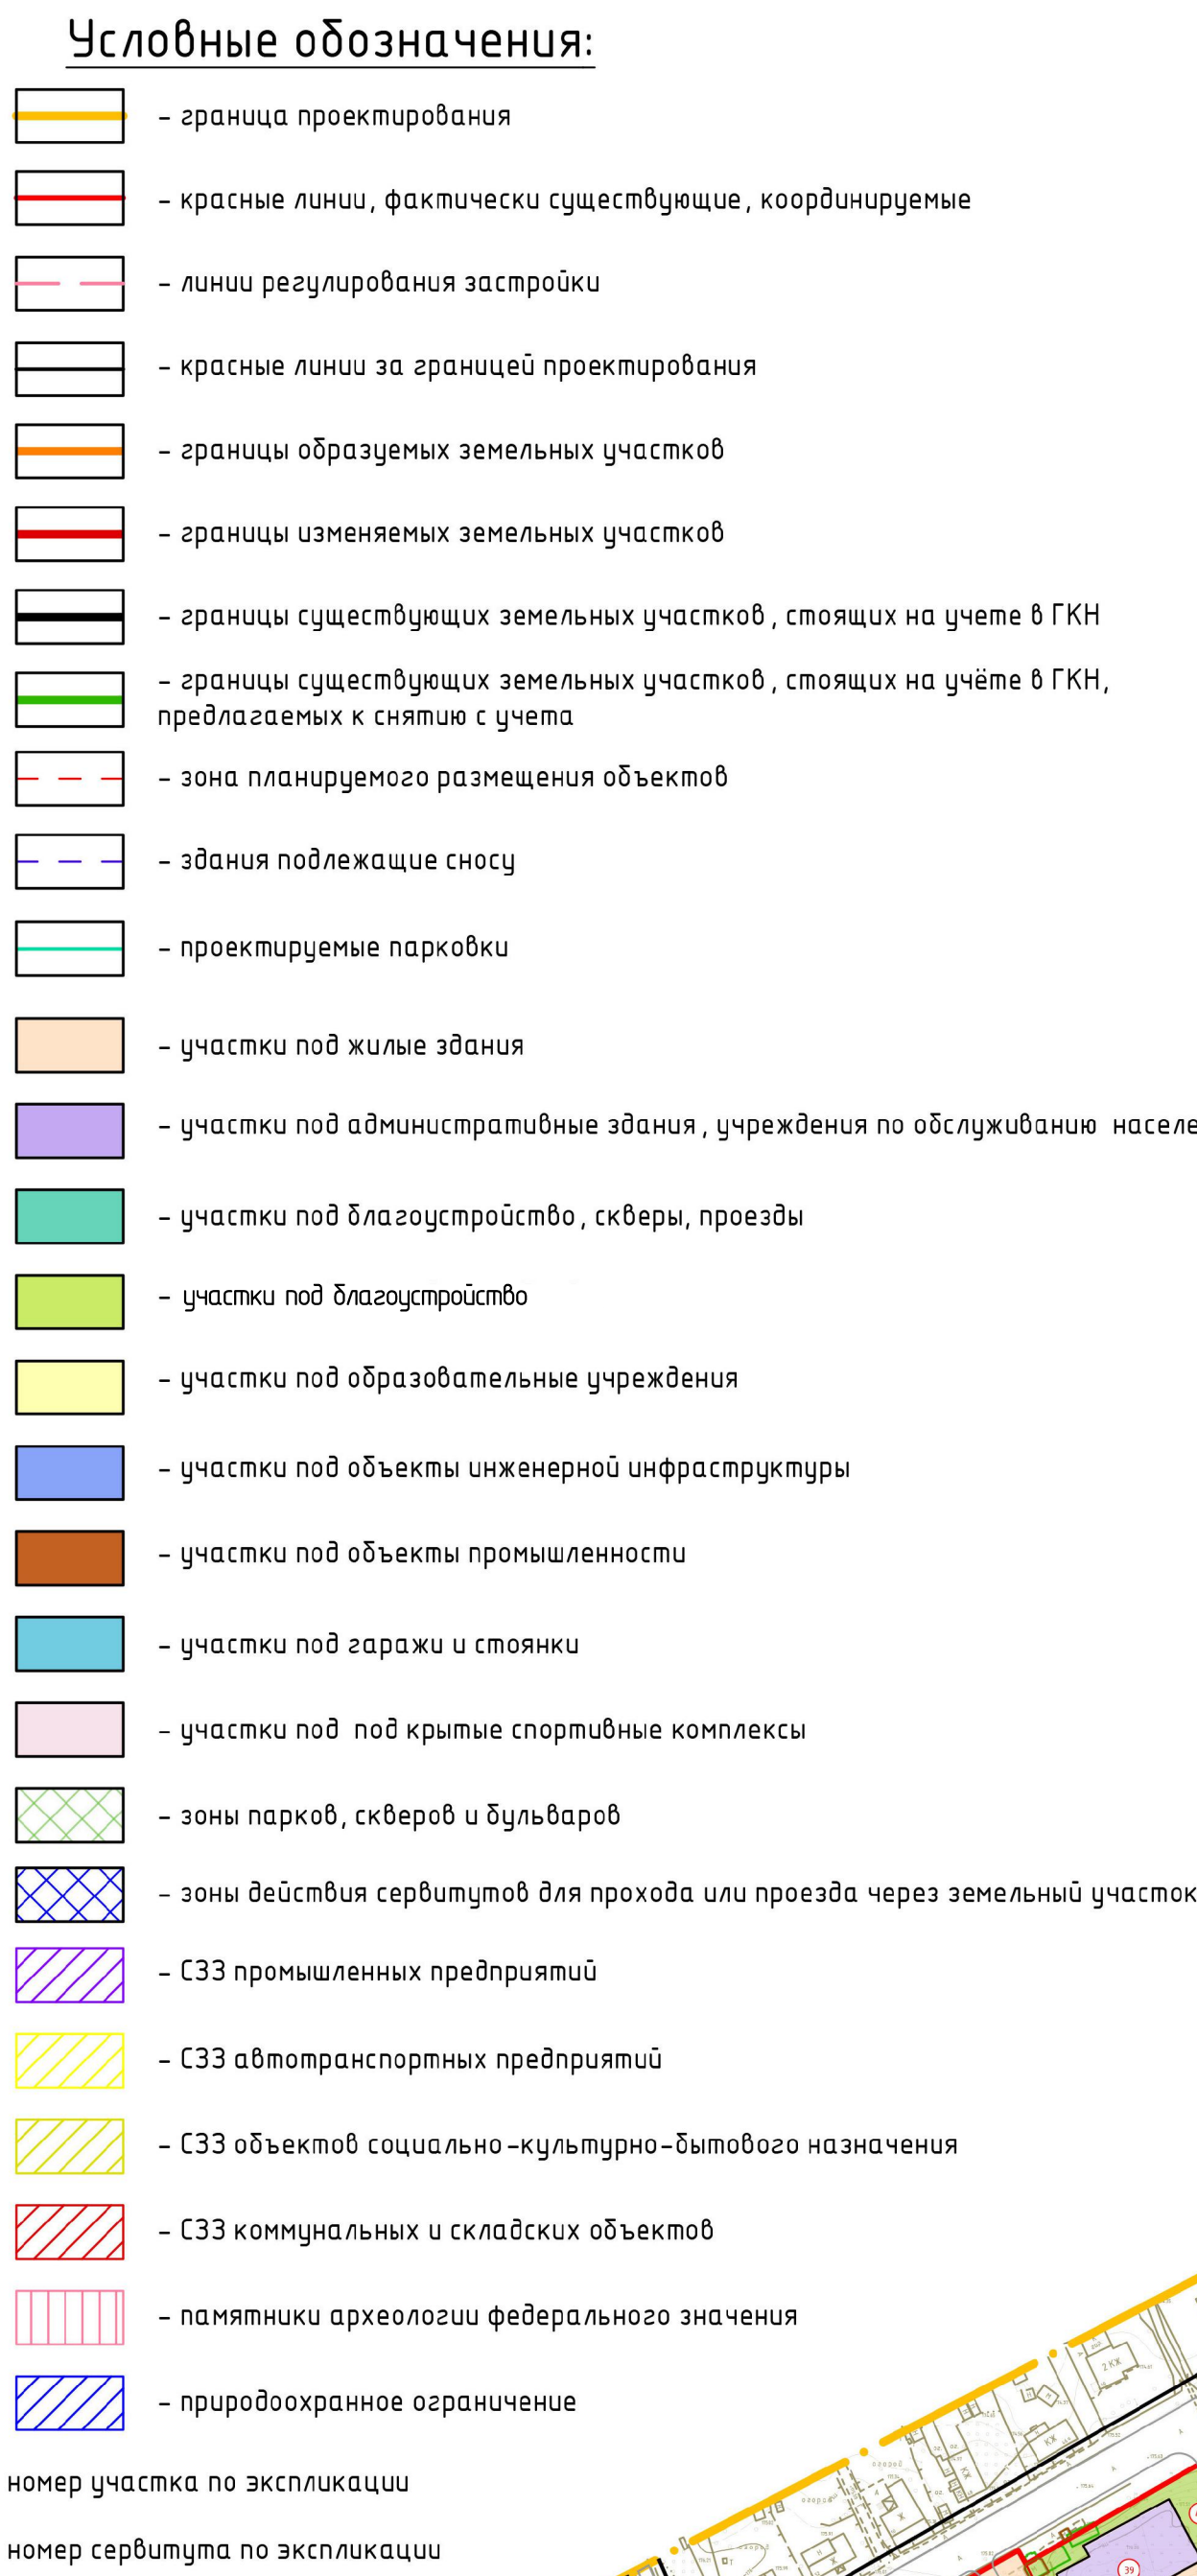 Условные обозначения:
- граница проектирования
- красные линии, фактически существующие, координируемые
- линии регулирования застройки
- красные линии за границей проектирования
- границы образуемых земельных участков
- границы изменяемых земельных участков
- границы существующих земельных участков, стоящих на учете в ГКН
- границы существующих земельных участков, стоящих на учёте в ГКН,
предлагаемых к снятию с учета
- зона планируемого размещения объектов
- здания подлежащие сносу
- проектируемые парковки
- участки под жилые здания
- участки под административные здания, учреждения по обслуживанию населе
- участки под благоустройство, скверы, проезды
- участки под благоустройство
- участки под образовательные учреждения
- участки под объекты инженерной инфраструктуры
- участки под объекты промышленности
- участки под гаражи и стоянки
- участки под под крытые спортивные комплексы
- зоны парков, скверов и бульваров
- зоны действия сервитутов для прохода или проезда через земельный участок
- СЗЗ промышленных предприятий
- СЗЗ автотранспортных предприятий
- СЗЗ объектов социально-культурно-бытового назначения
- СЗЗ коммунальных и складских объектов
- памятники археологии федерального значения
- природоохранное ограничение
2 КЖ
КЖ
огород
КЖ
номер участка по экспликации
огород
Ж
номер сервитута по экспликации
39